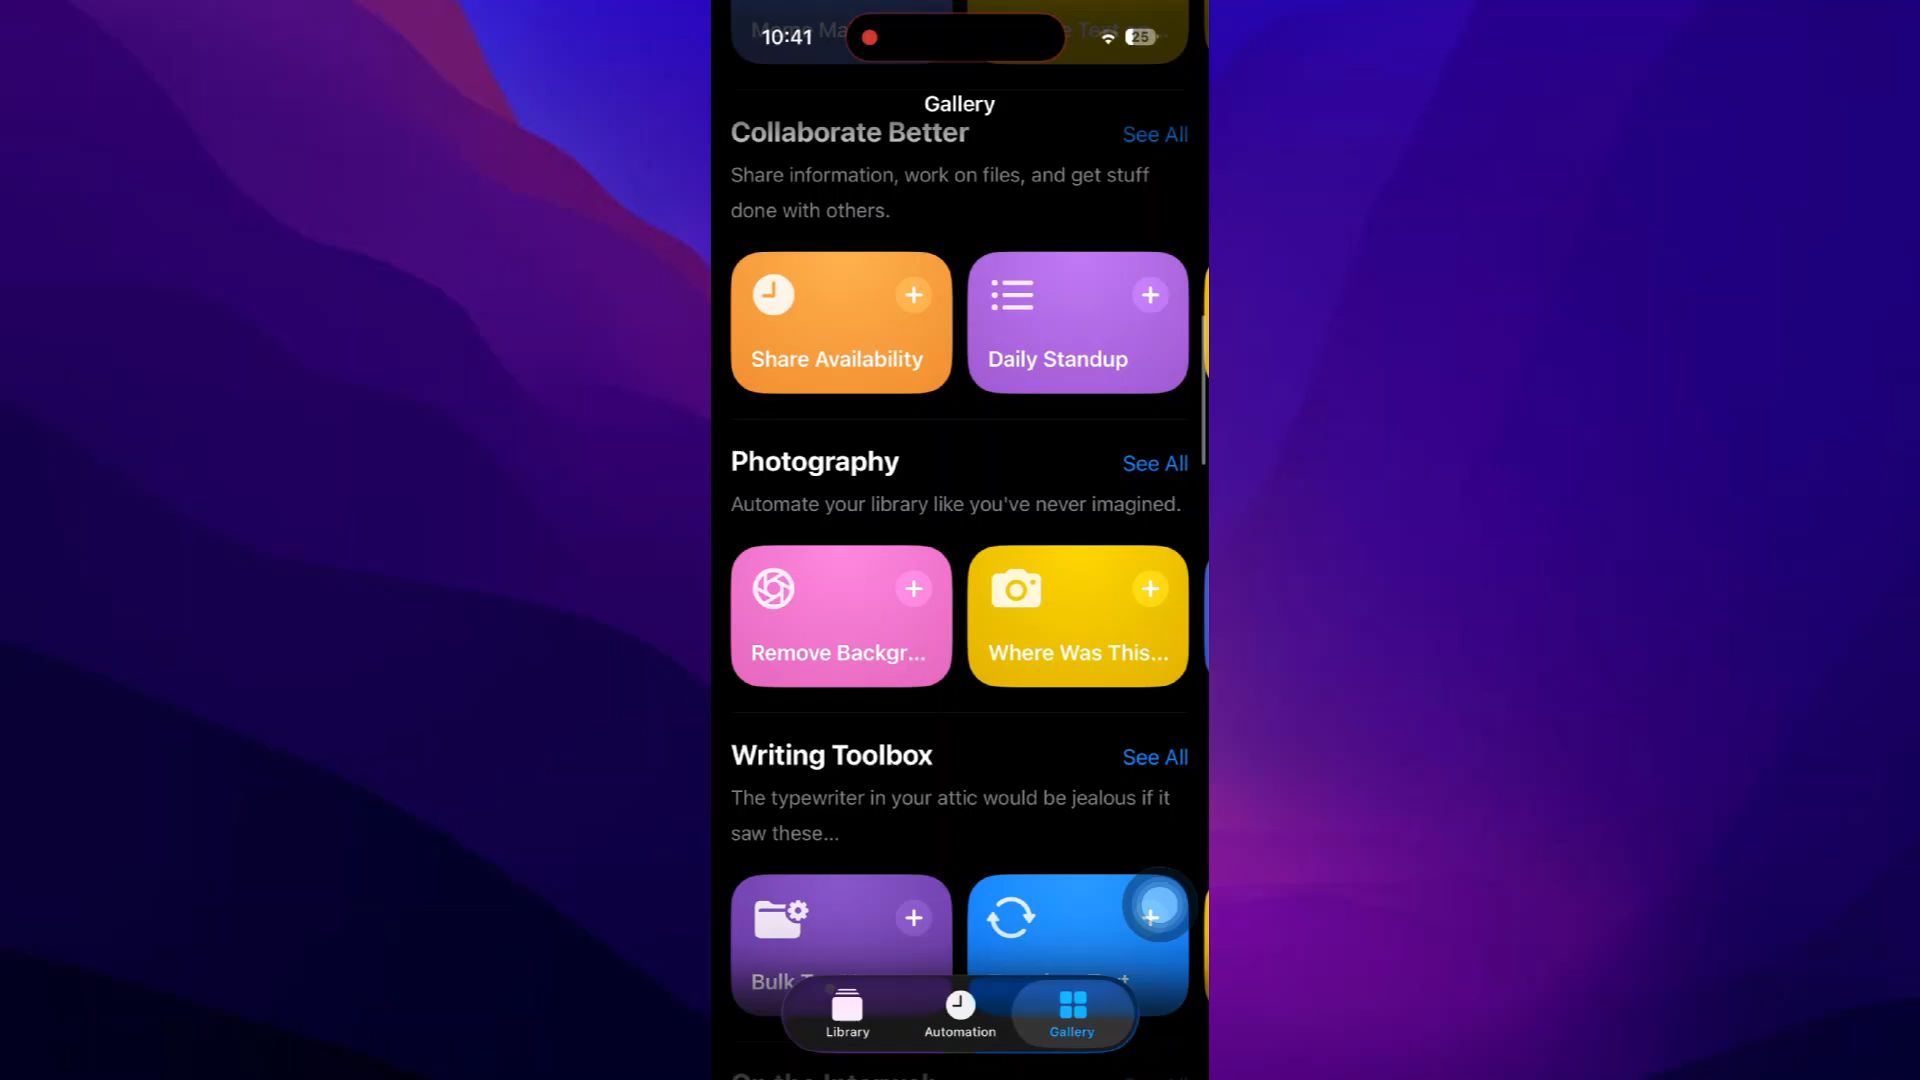 10:41
25
Gallery
Collaborate Better
See All
Share information, work on files, and get stuff
done with others.
Share Availability
Daily Standup
Photography
See All
Automate your library like you've never imagined.
Remove Backgr...
Where Was This...
Writing Toolbox
See All
The typewriter in your attic would be jealous if it
saw these...
Bulk
Library
Automation
Gallery